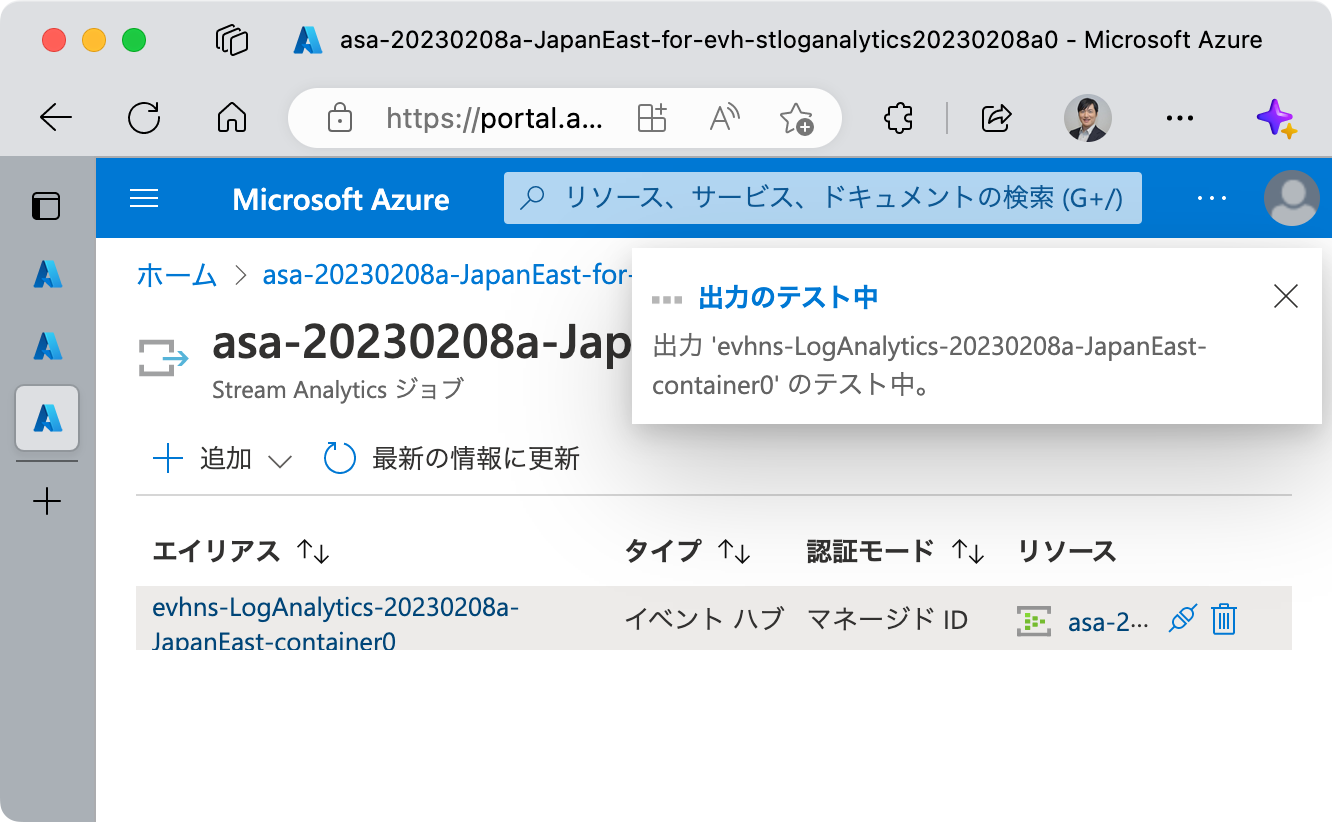 asa-20230208a-JapanEast-for-evh-stloganalytics20230208a0 - Microsoft Azure
https://portal.a...
Microsoft Azure
リソース、サービス、ドキュメントの検索 (G+/)
ホーム > asa-20230208a-JapanEast-for-
出力のテスト中
出力 'evhns-LogAnalytics-20230208a-JapanEast-
container0' のテスト中。
asa-20230208a-Jap
Stream Analytics ジョブ
追加
最新の情報に更新
エイリアス ↑↓ タイプ ↑↓ 認証モード ↑↓ リソース
evhns-LogAnalytics-20230208a-
JapanEast-container0
イベント ハブ マネージド ID asa-2...